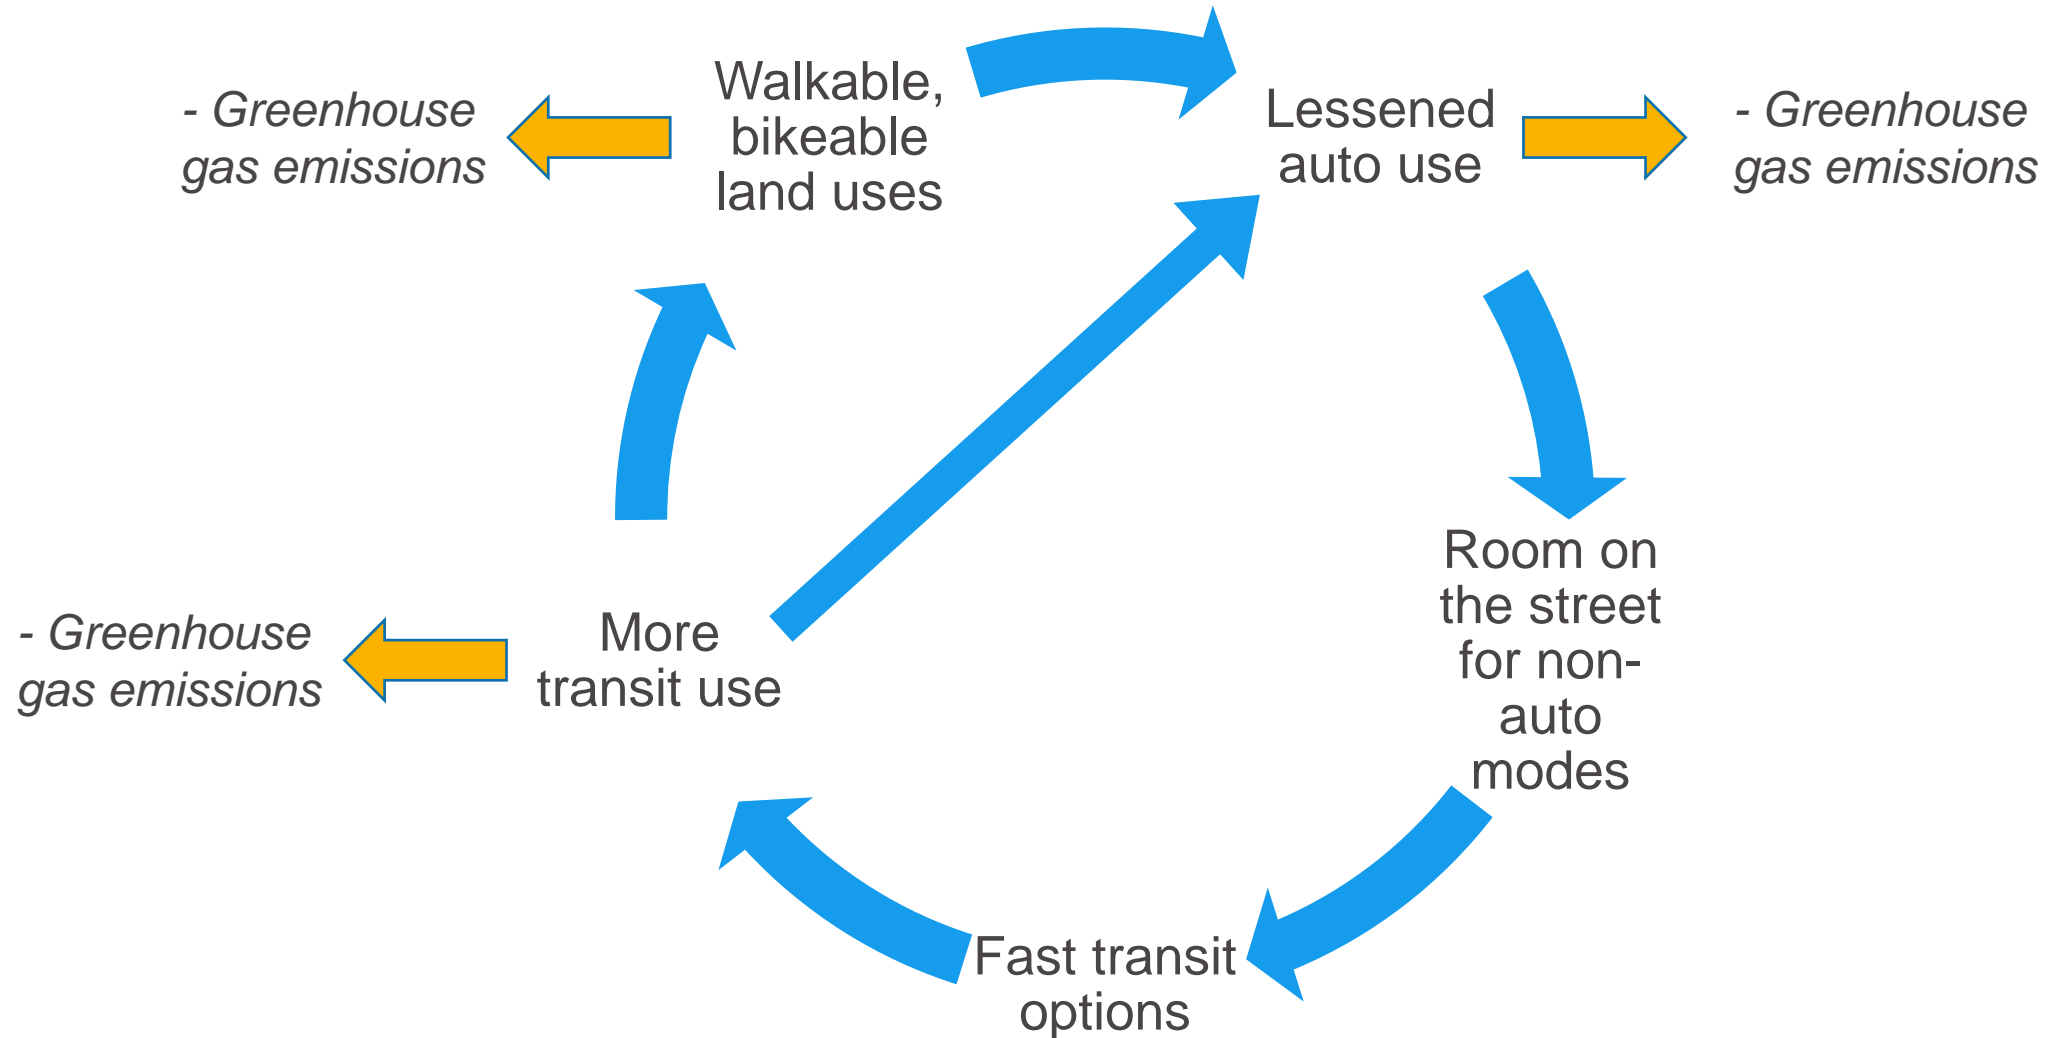 - Greenhouse
gas emissions
Walkable,
bikeable
land uses
Lessened
auto use
- Greenhouse
gas emissions
Room on
the street
for non-
auto
modes
- Greenhouse
gas emissions
More
transit use
Fast transit
options